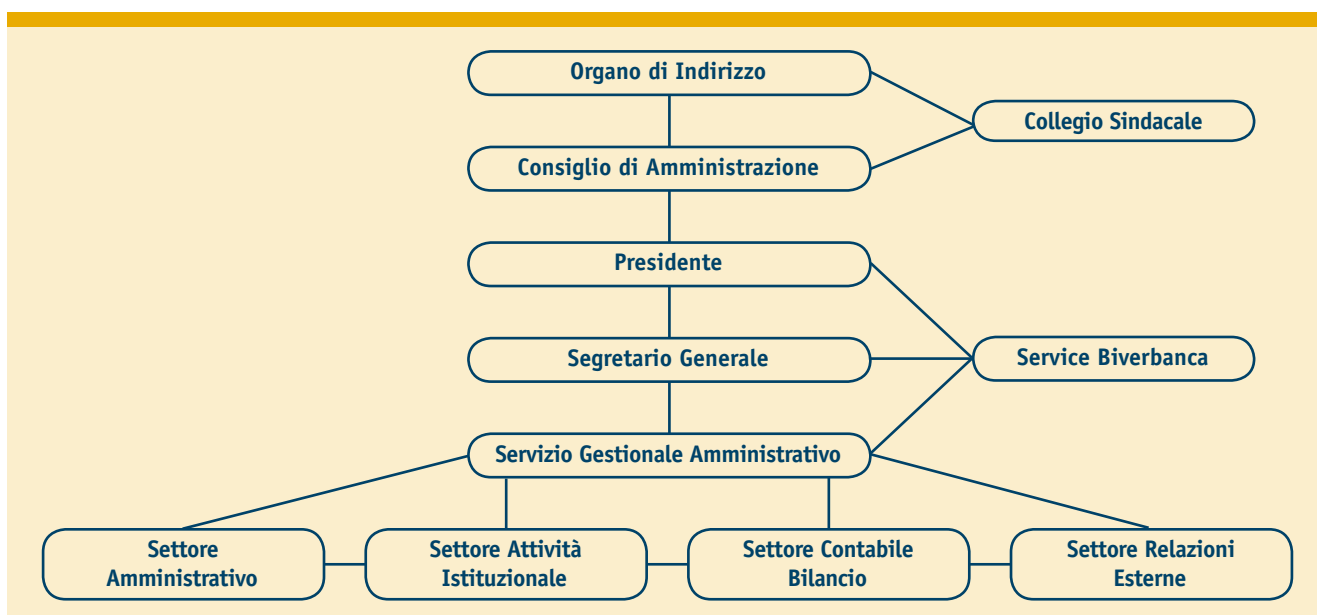 Organo di Indirizzo
Collegio Sindacale
Consiglio di Amministrazione
Presidente
Segretario Generale
Service Biverbanca
Servizio Gestionale Amministrativo
Settore
Amministrativo
Settore Attività
Istituzionale
Settore Contabile
Bilancio
Settore Relazioni
Esterne